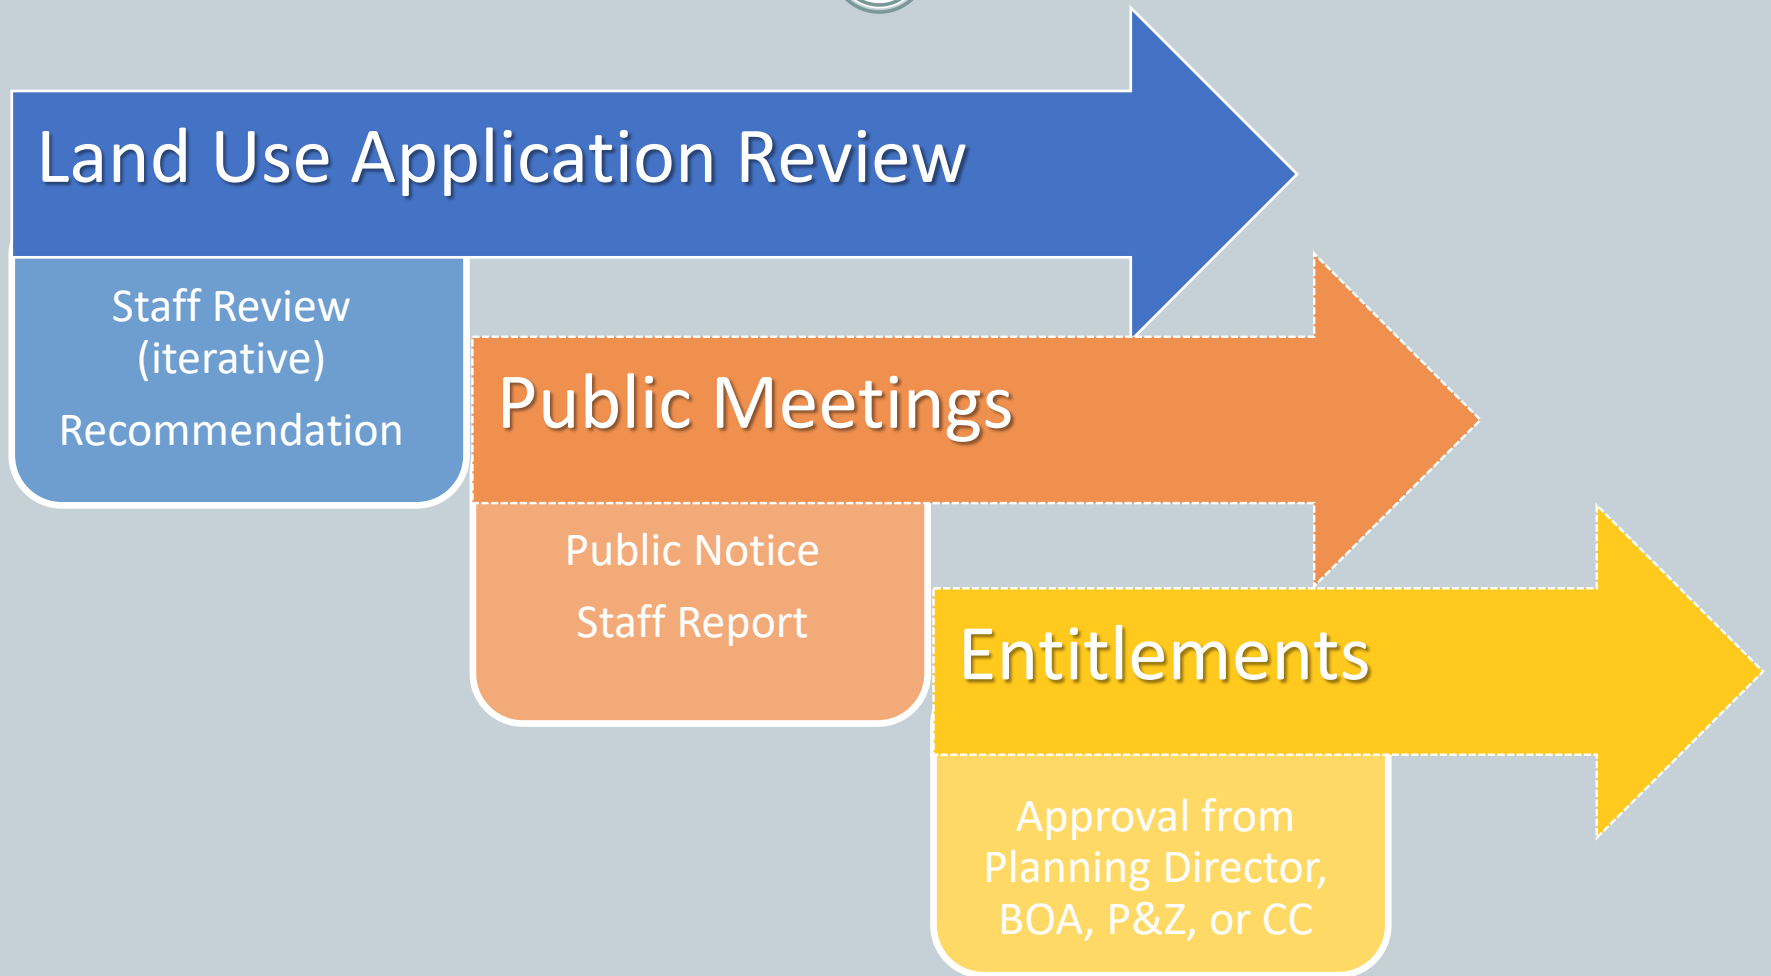 Land Use Application Review
Staff Review
(iterative)
Recommendation
Public Meetings
Public Notice
Staff Report
Entitlements
Approval from
Planning Director,
BOA, P&Z, or CC